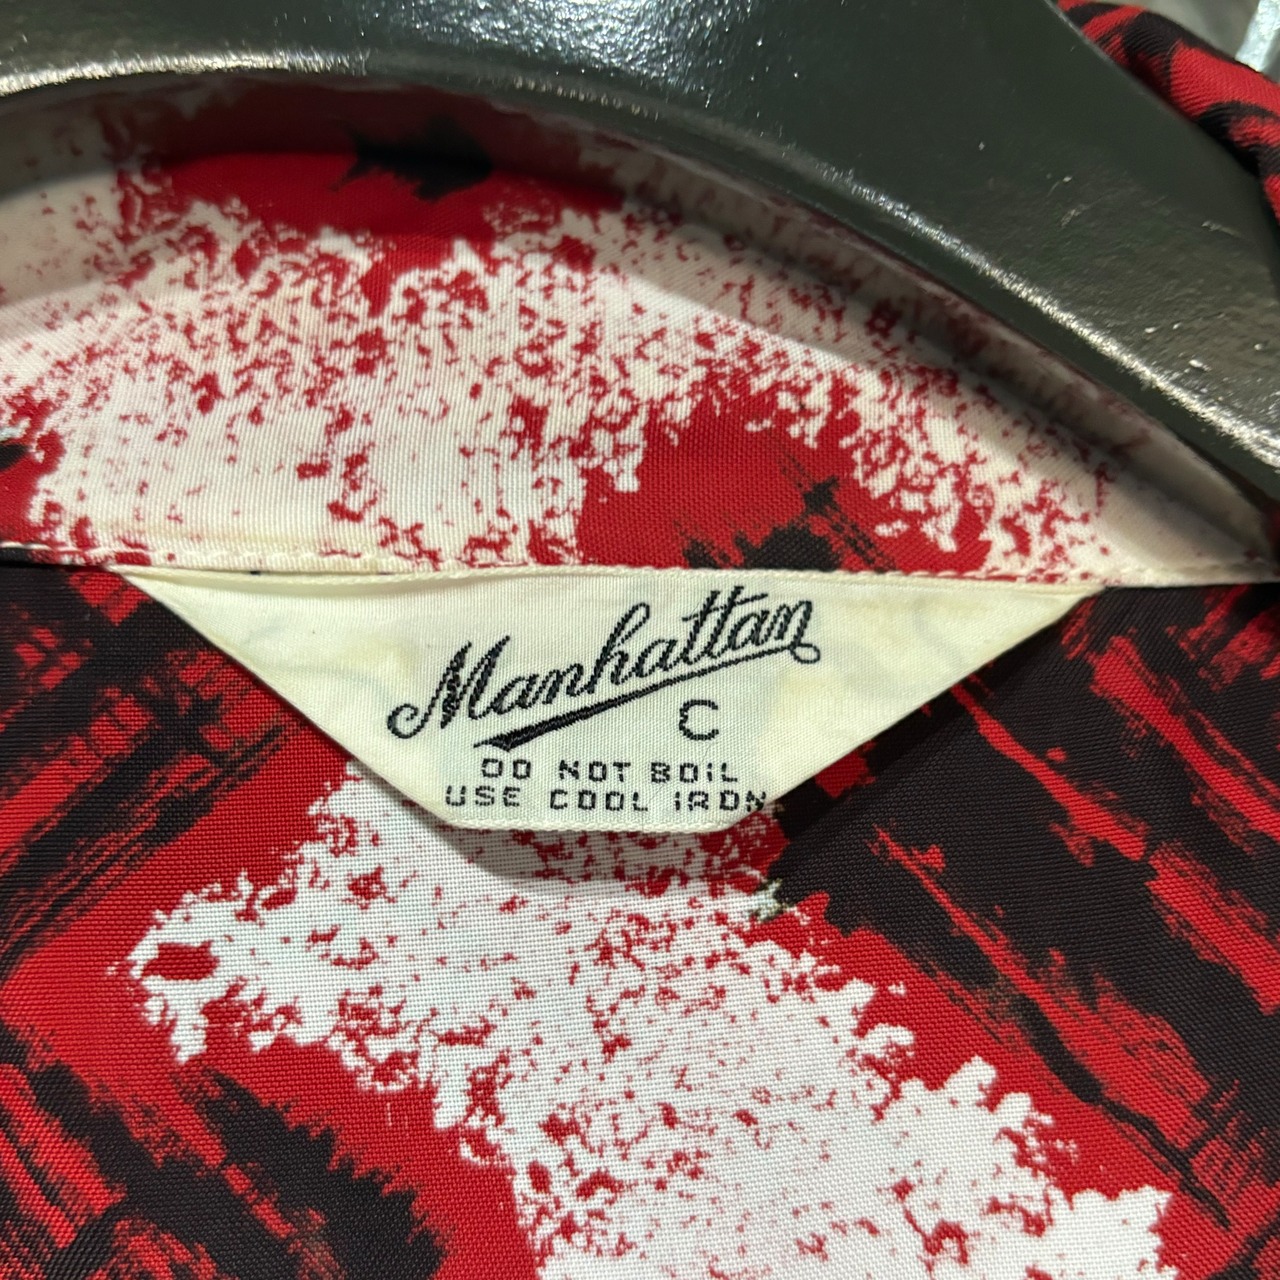 Manhattan
C
DO NOT BOIL
USE COOL IRON